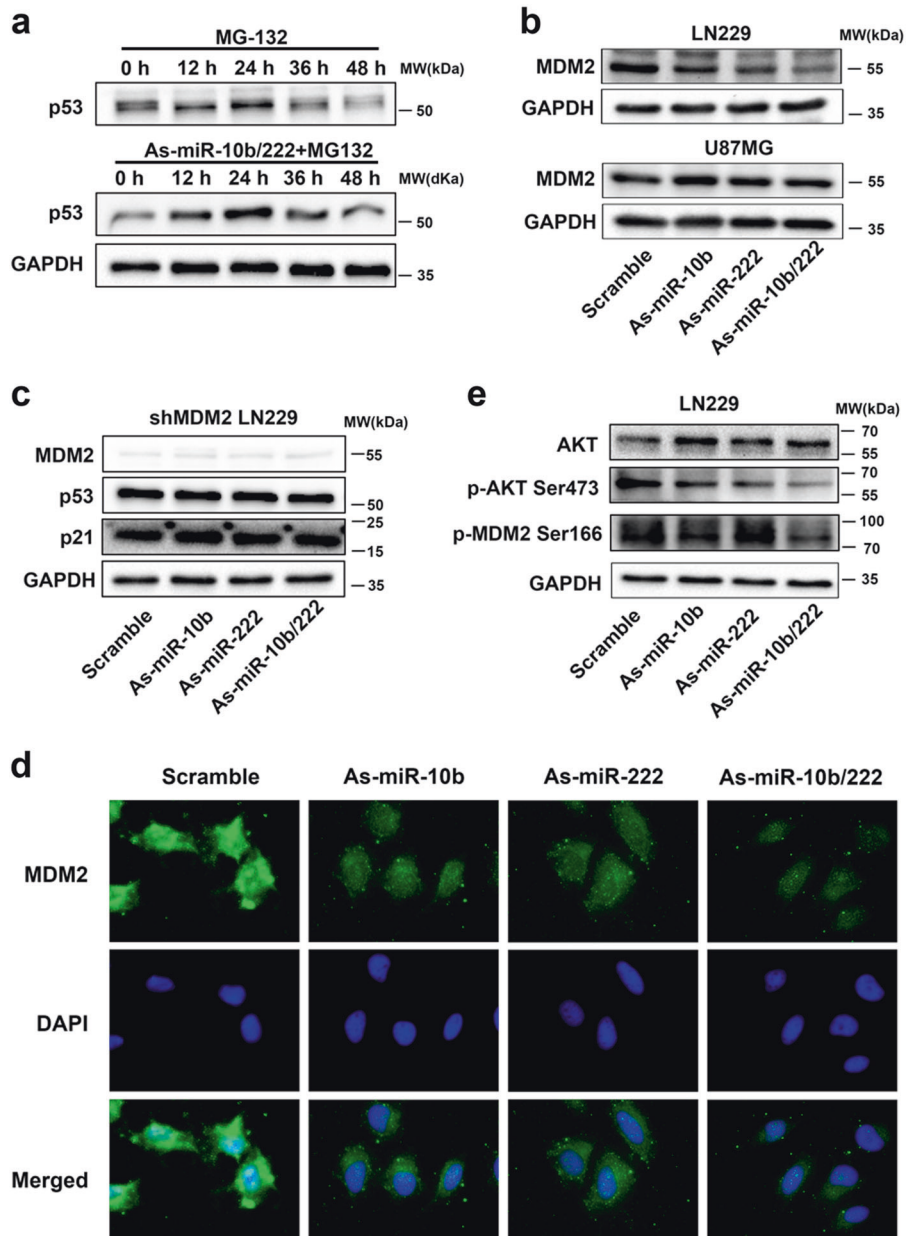 a
MG-132
0 h 12 h 24 h 36 h 48 h MW(kDa)
p53
50
As-miR-10b/222+MG132
0 h 12 h 24 h 36 h 48 h MW(dKa)
p53
50
GAPDH
35
b
LN229
MW(kDa)
MDM2
55
GAPDH
35
U87MG
MDM2
55
GAPDH
35
Scramble
As-miR-10b
As-miR-222
As-miR-10b/222
c
shMDM2 LN229
MW(kDa)
MDM2
55
p53
50
p21
25
15
GAPDH
35
Scramble
As-miR-10b
As-miR-222
As-miR-10b/222
e
LN229
MW(kDa)
AKT
70
55
p-AKT Ser473
70
55
p-MDM2 Ser166
100
70
GAPDH
35
Scramble
As-miR-10b
As-miR-222
As-miR-10b/222
d
Scramble As-miR-10b As-miR-222 As-miR-10b/222
MDM2
DAPI
Merged